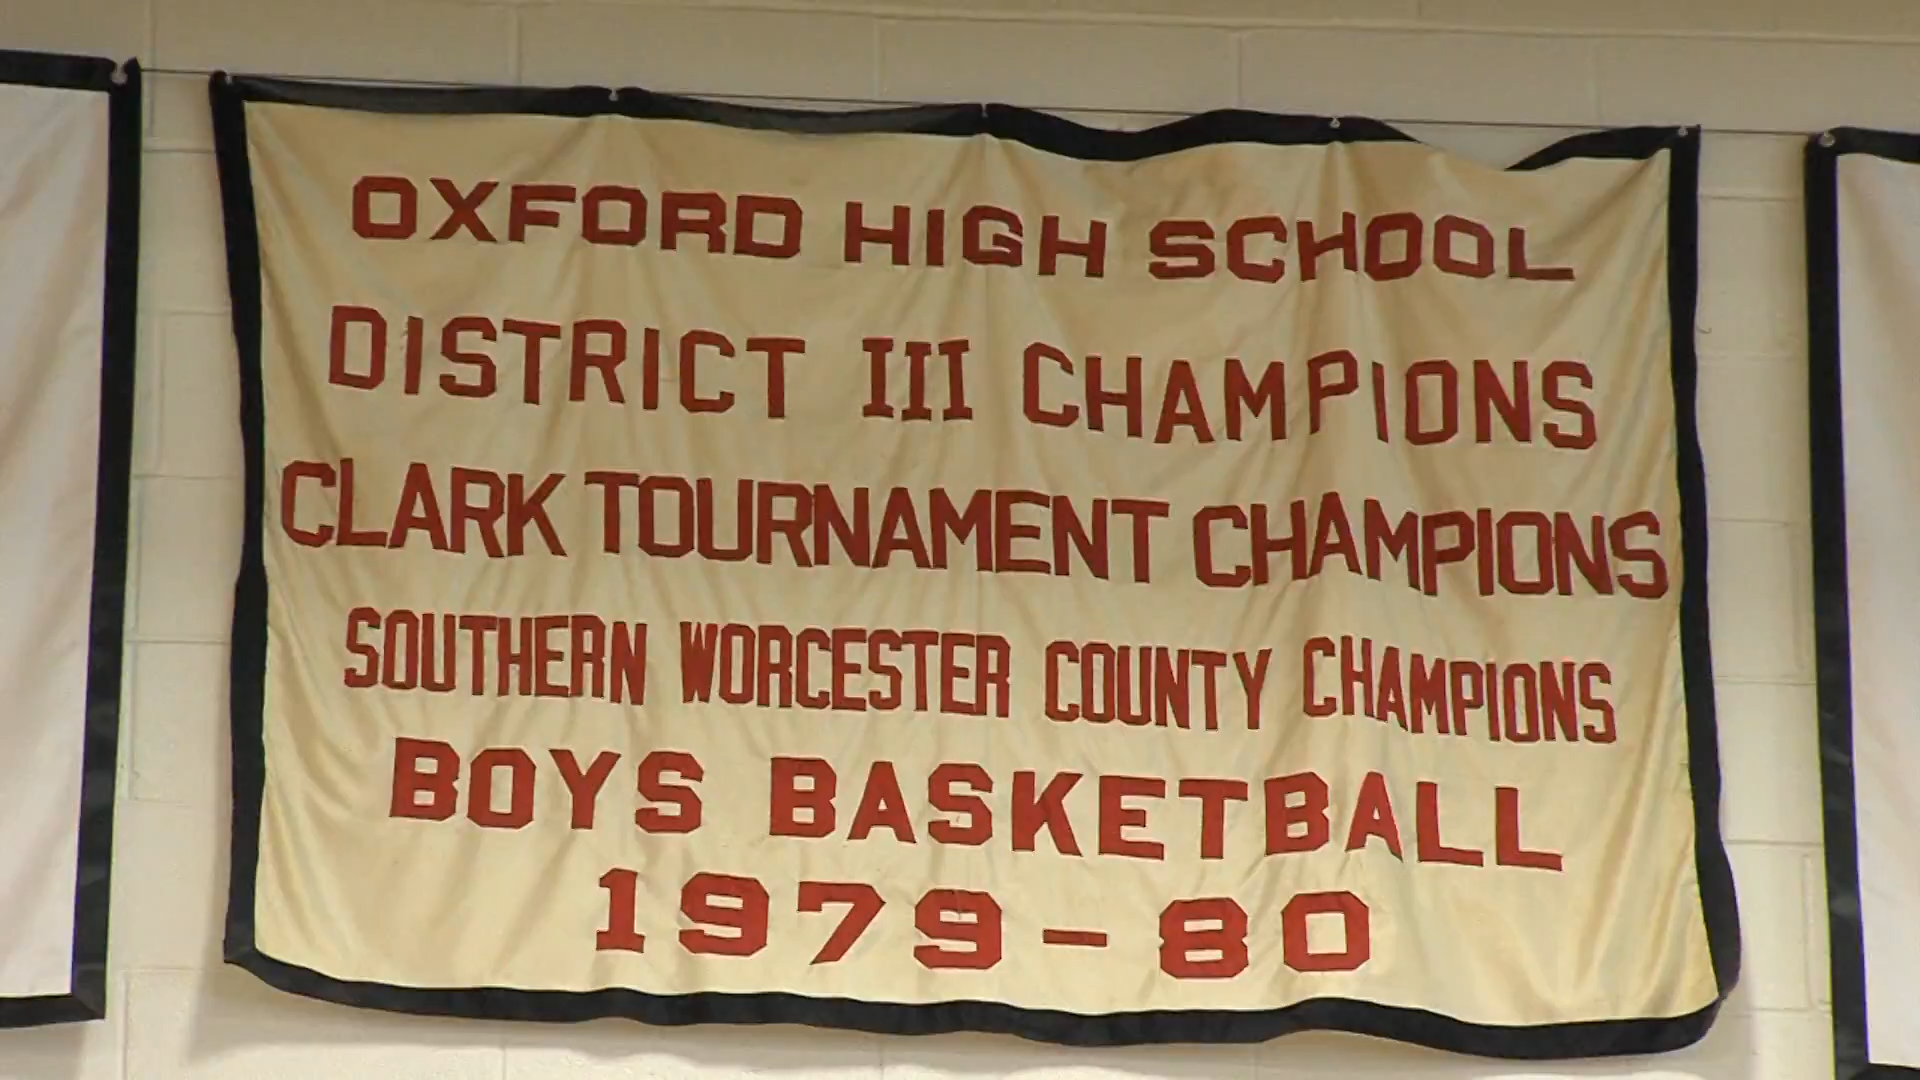 OXFORD HIGH SCHOOL
DISTRICT III CHAMPIONS
CLARK TOURNAMENT CHAMPIONS
SOUTHERN WORCESTER COUNTY CHAMPIONS
BOYS BASKETBALL
1979-80